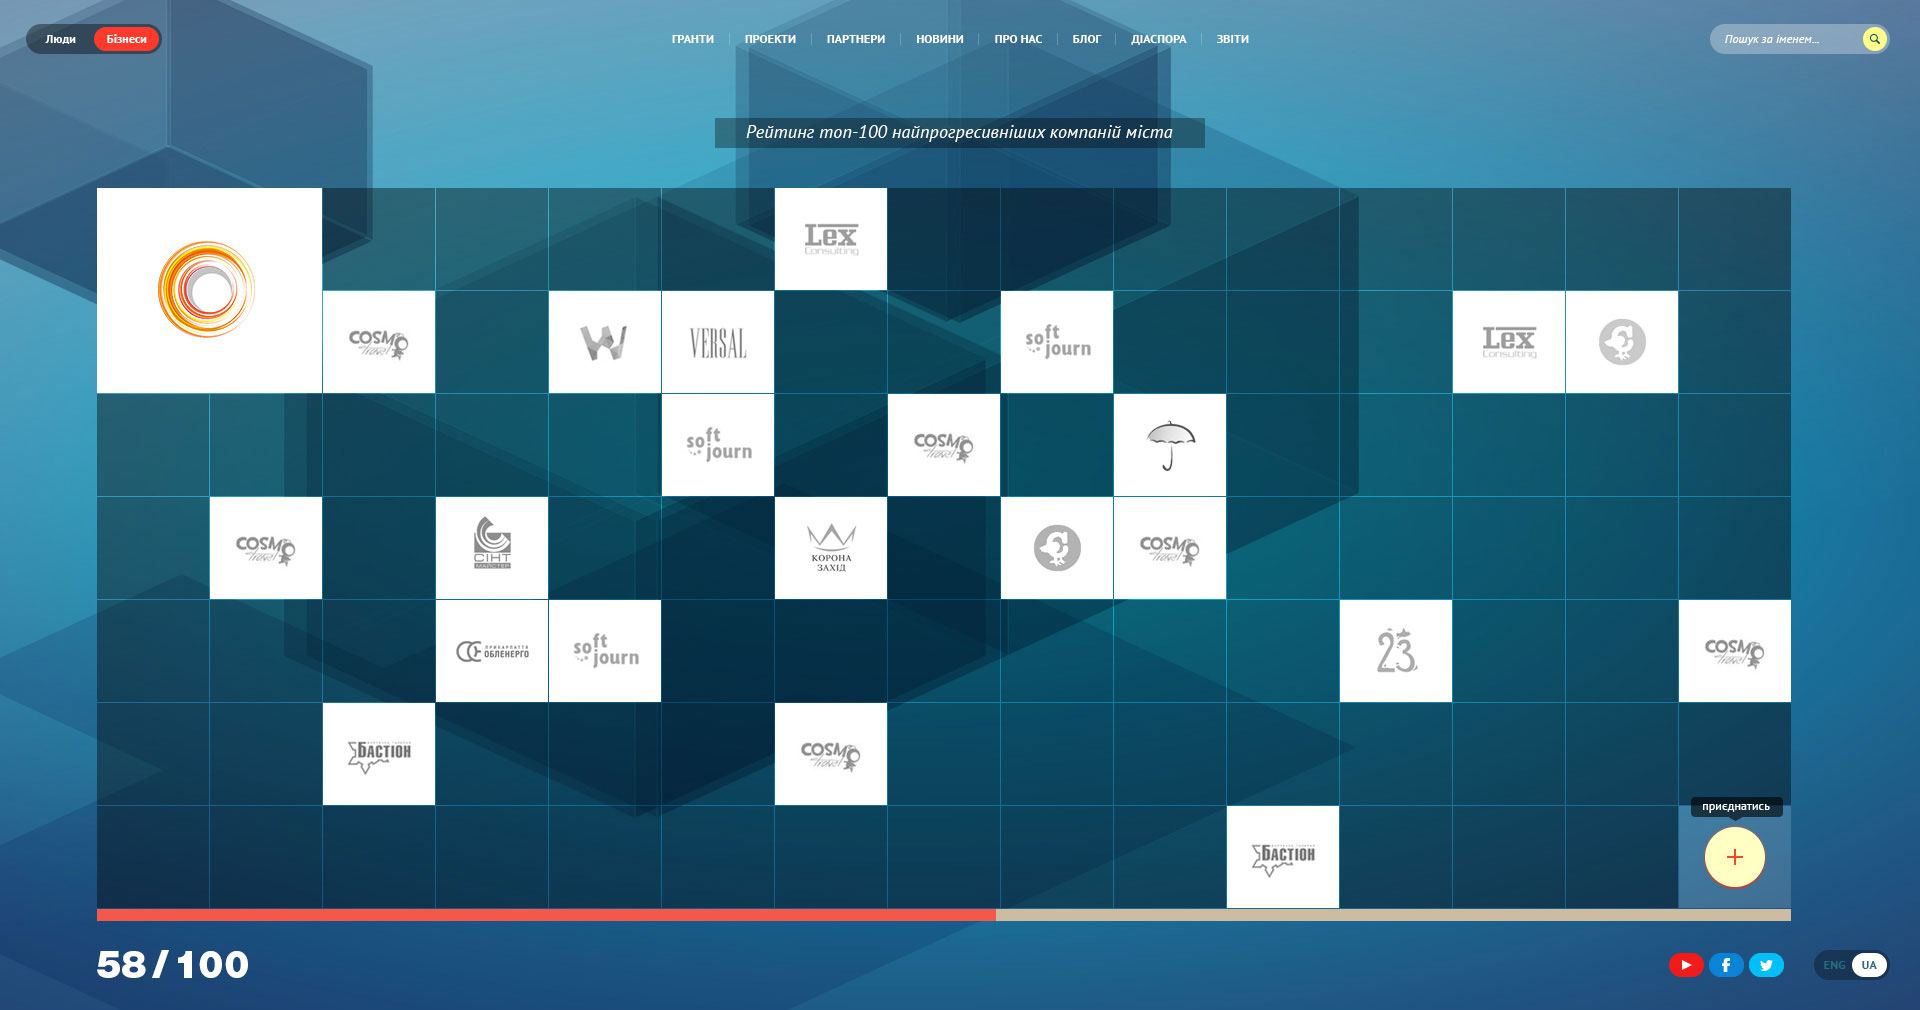 Люди Бізнеси
ГРАНТИ ПРОЕКТИ ПАРТНЕРИ НОВИНИ ПРО НАС БЛОГ ДІАСПОРА ЗВІТИ
Пошук за іменем...
Рейтинг топ-100 найпрогресивніших компаній міста
Lex
Consulting
COSMO
travel
VERSAL
soft
journ
Lex
Consulting
soft
journ
COSMO
travel
COSMO
travel
СІНТ
МАЙСТЕР
КОРОНА
ЗАХІД
COSMO
travel
ПРИКАРПАТТЯ
ОБЛЕНЕРГО
soft
journ
23
COSMO
travel
БАСТІОН
COSMO
travel
БАСТІОН
приєднатись
+
58/100
ENG UA